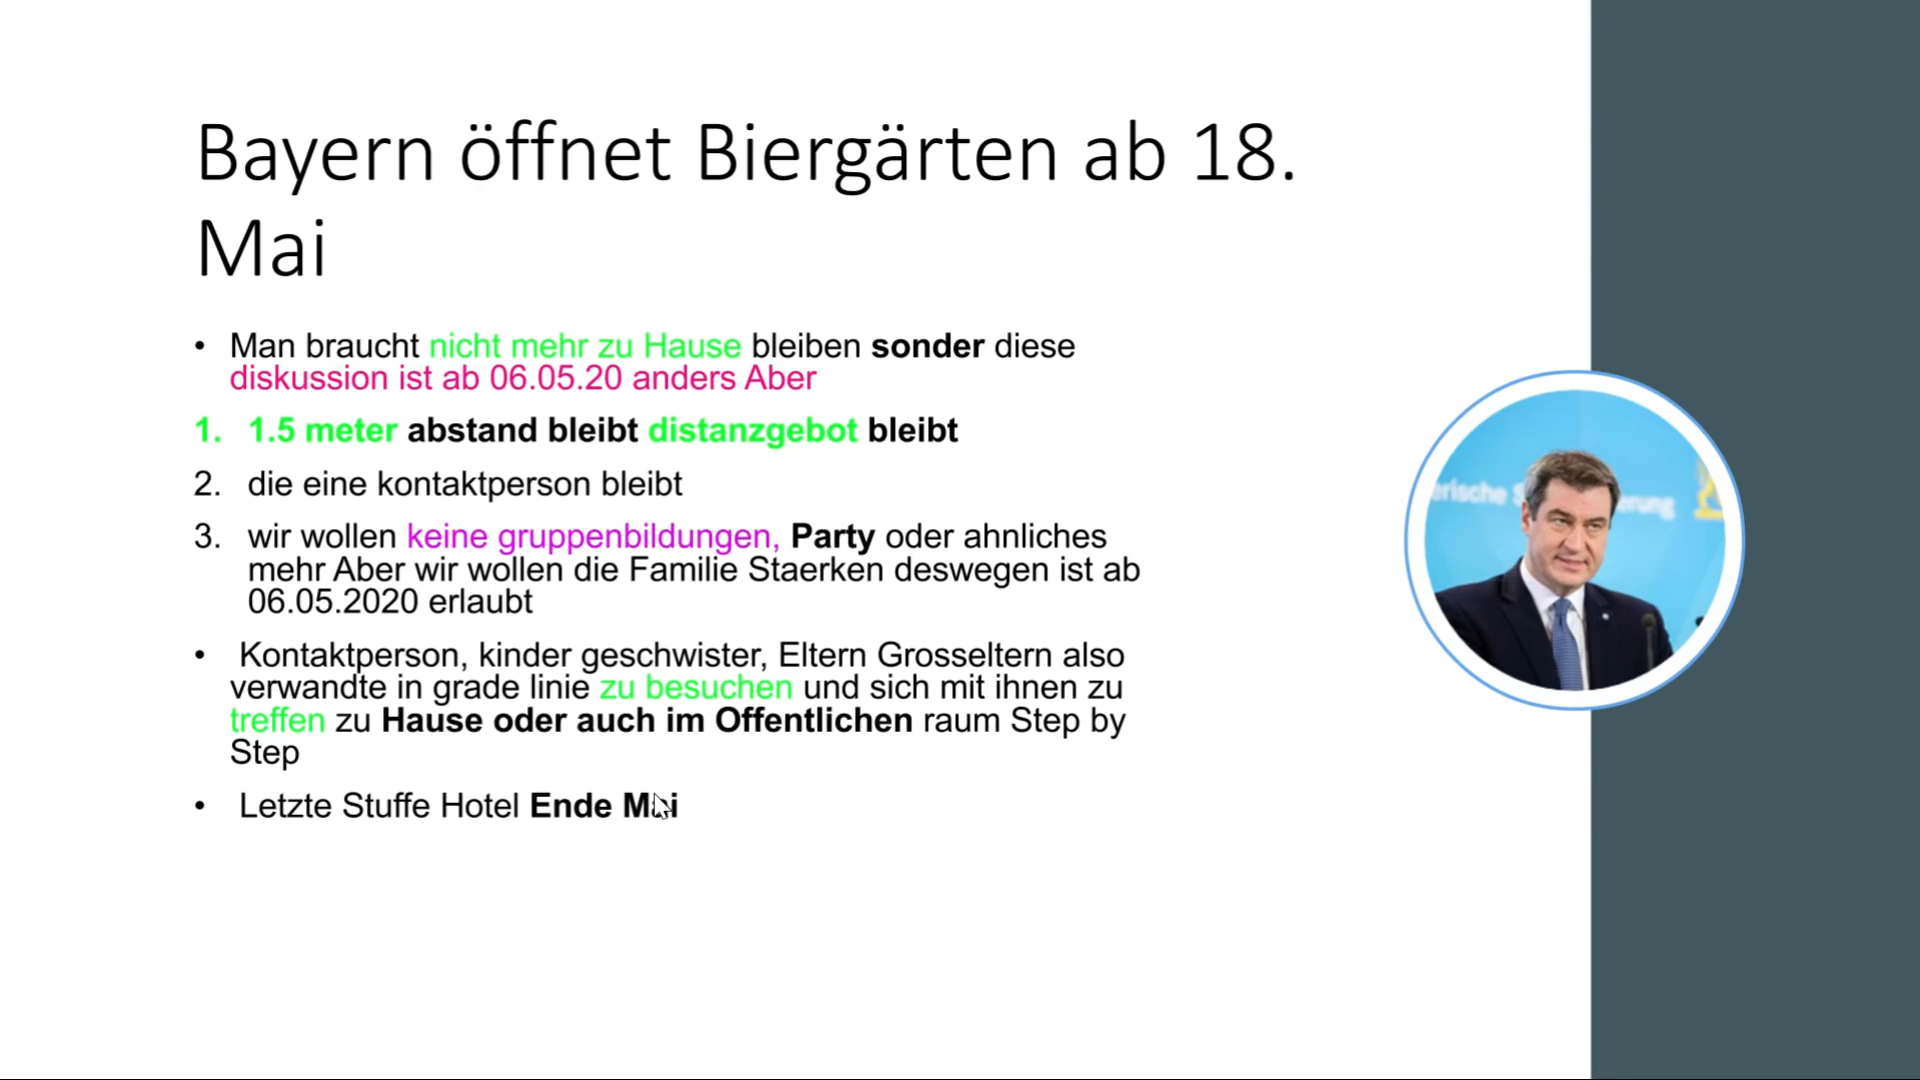 Bayern öffnet Biergärten ab 18.
Mai
• Man braucht nicht mehr zu Hause bleiben sonder diese
diskussion ist ab 06.05.20 anders Aber
1. 1.5 meter abstand bleibt distanzgebot bleibt
2. die eine kontaktperson bleibt
3. wir wollen keine gruppenbildungen, Party oder ahnliches
mehr Aber wir wollen die Familie Staerken deswegen ist ab
06.05.2020 erlaubt
• Kontaktperson, kinder geschwister, Eltern Grosseltern also
verwandte in grade linie zu besuchen und sich mit ihnen zu
treffen zu Hause oder auch im Offentlichen raum Step by
Step
• Letzte Stuffe Hotel Ende Mai